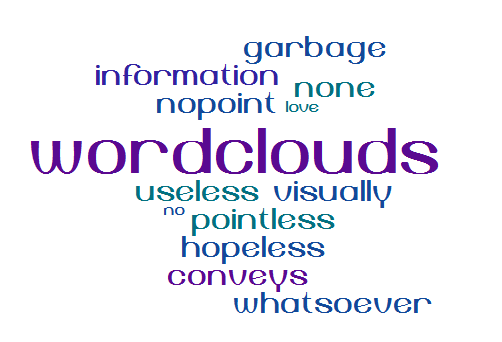 garbage
information none
nopoint love
wordclouds
useless visually
no pointless
hopeless
conveys
whatsoever